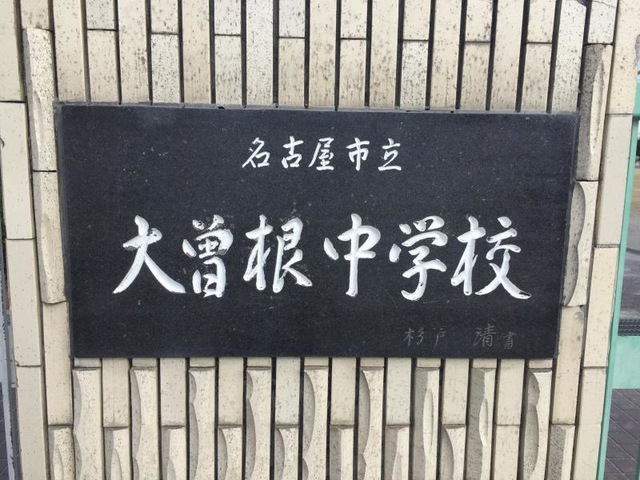 名古屋市立
大曽根中学校
杉戸 清書